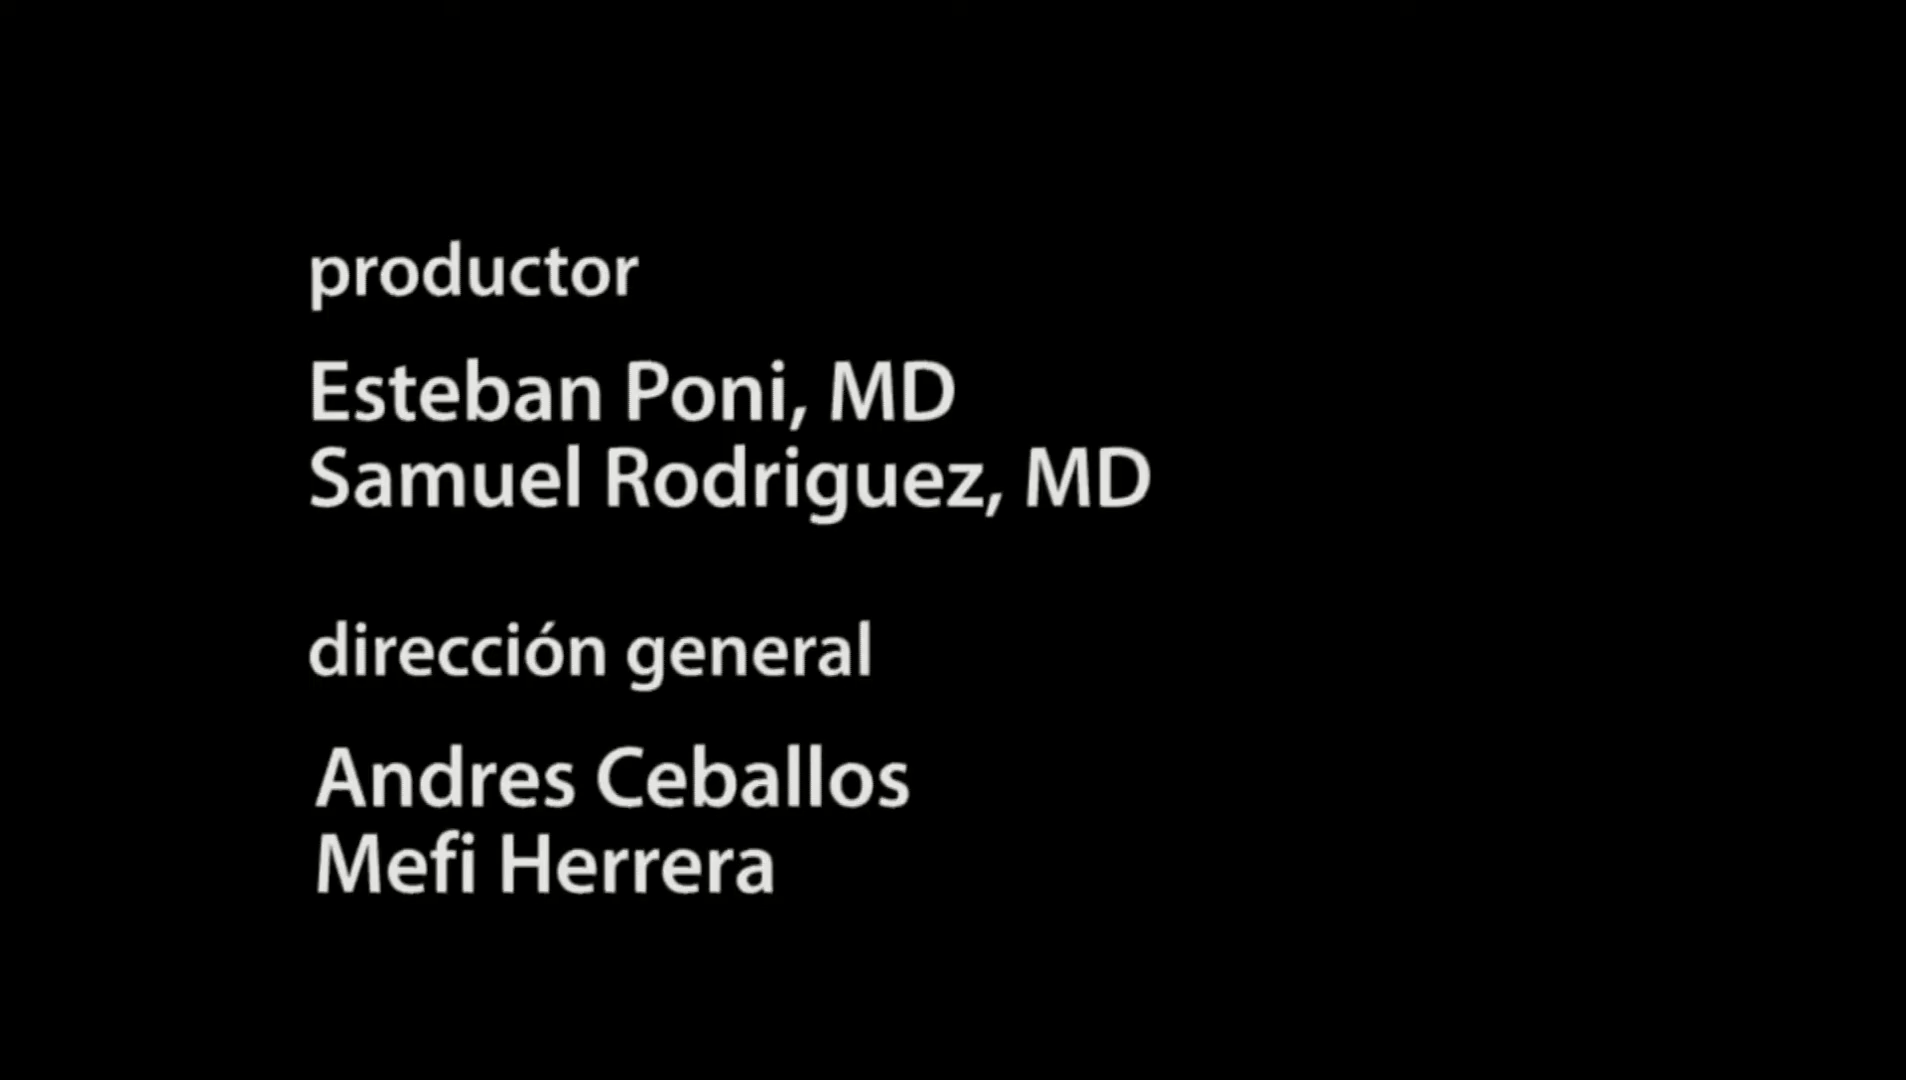 productor
Esteban Poni, MD
Samuel Rodriguez, MD
dirección general
Andres Ceballos
Mefi Herrera